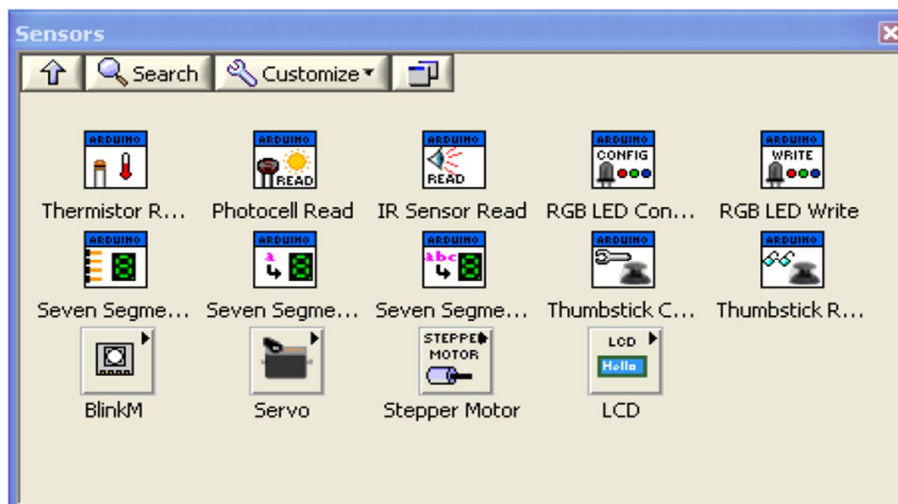 Sensors
Search Customize
ARDUINO ARDUINO ARDUINO ARDUINO ARDUINO
READ READ CONFIG WRITE
Thermistor R... Photocell Read IR Sensor Read RGB LED Con... RGB LED Write
ARDUINO ARDUINO ARDUINO ARDUINO ARDUINO
8 a 8 abc 8
Seven Segme... Seven Segme... Seven Segme... Thumbstick C... Thumbstick R...
STEPPER MOTOR LCD Hello
BlinkM Servo Stepper Motor LCD